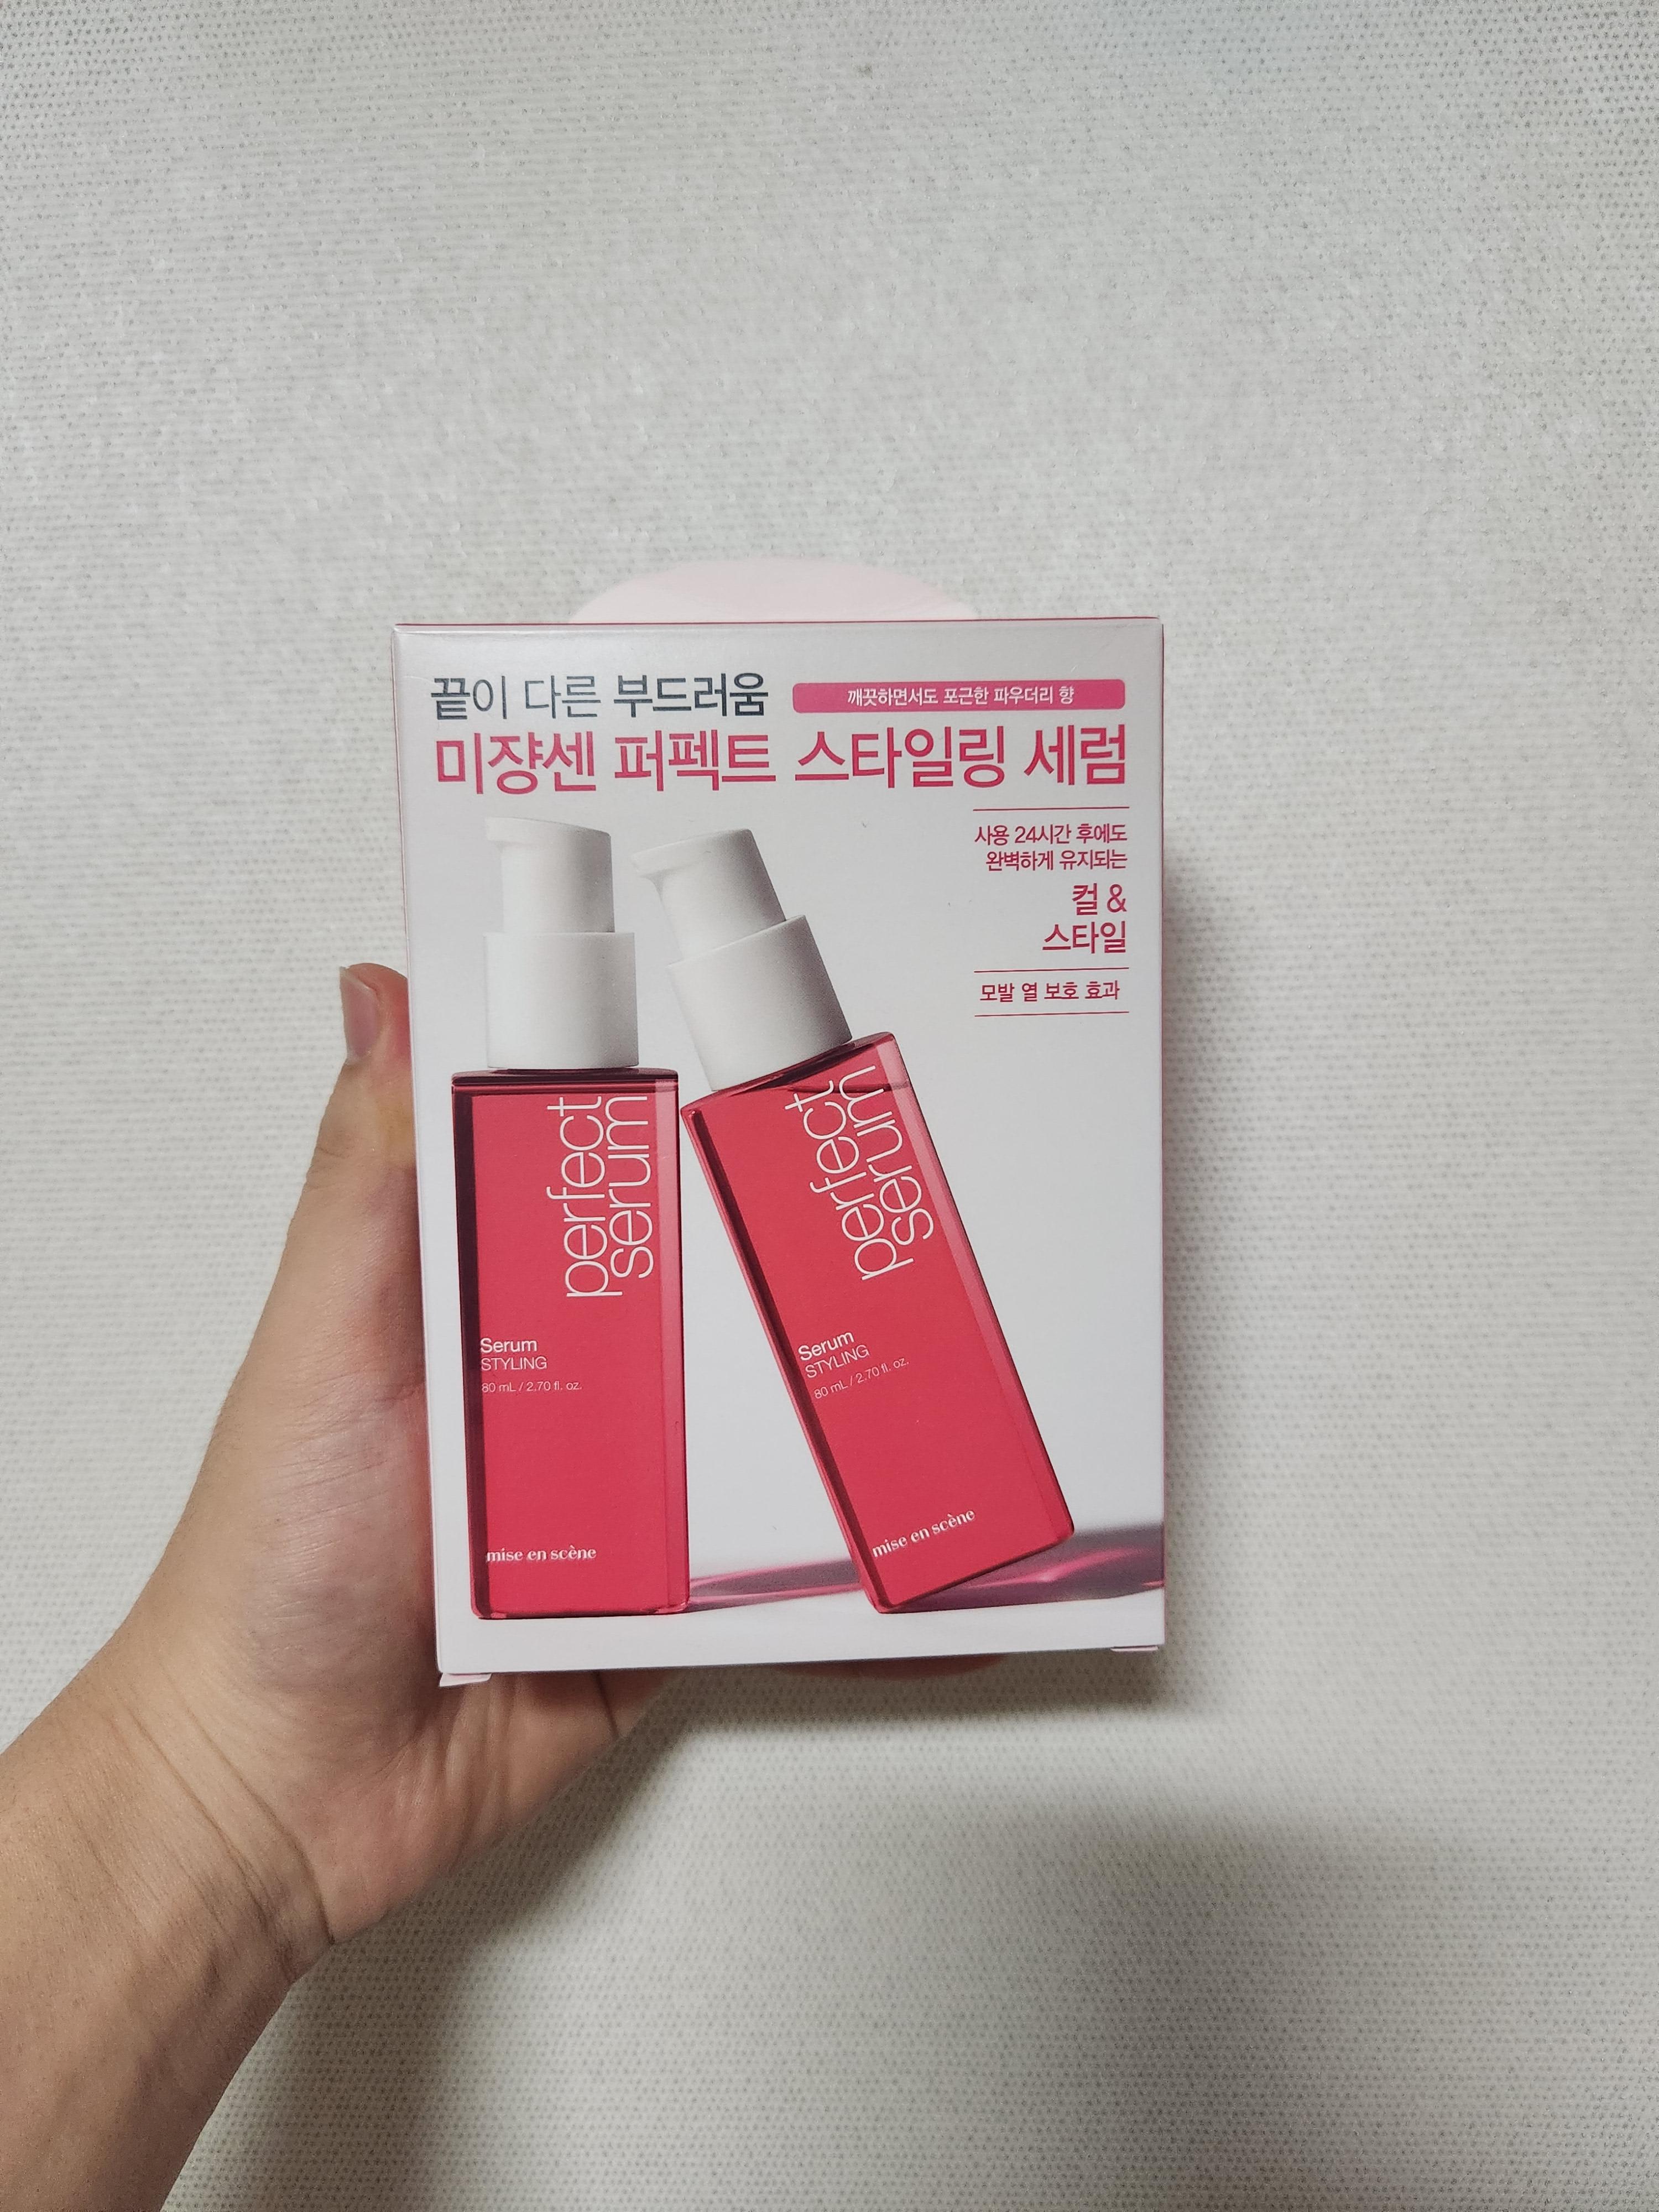 끝이 다른 부드러움
깨끗하면서도 포근한 파우더리 향
미쟝센 퍼펙트 스타일링 세럼
사용 24시간 후에도
완벽하게 유지되는
컬 &
스타일
모발 열 보호 효과
perfect
serum
Serum
STYLING
80 mL / 2.70 fl. oz.
mise en scène
perfect
serum
Serum
STYLING
80 mL / 2.70 fl. oz.
mise en scène